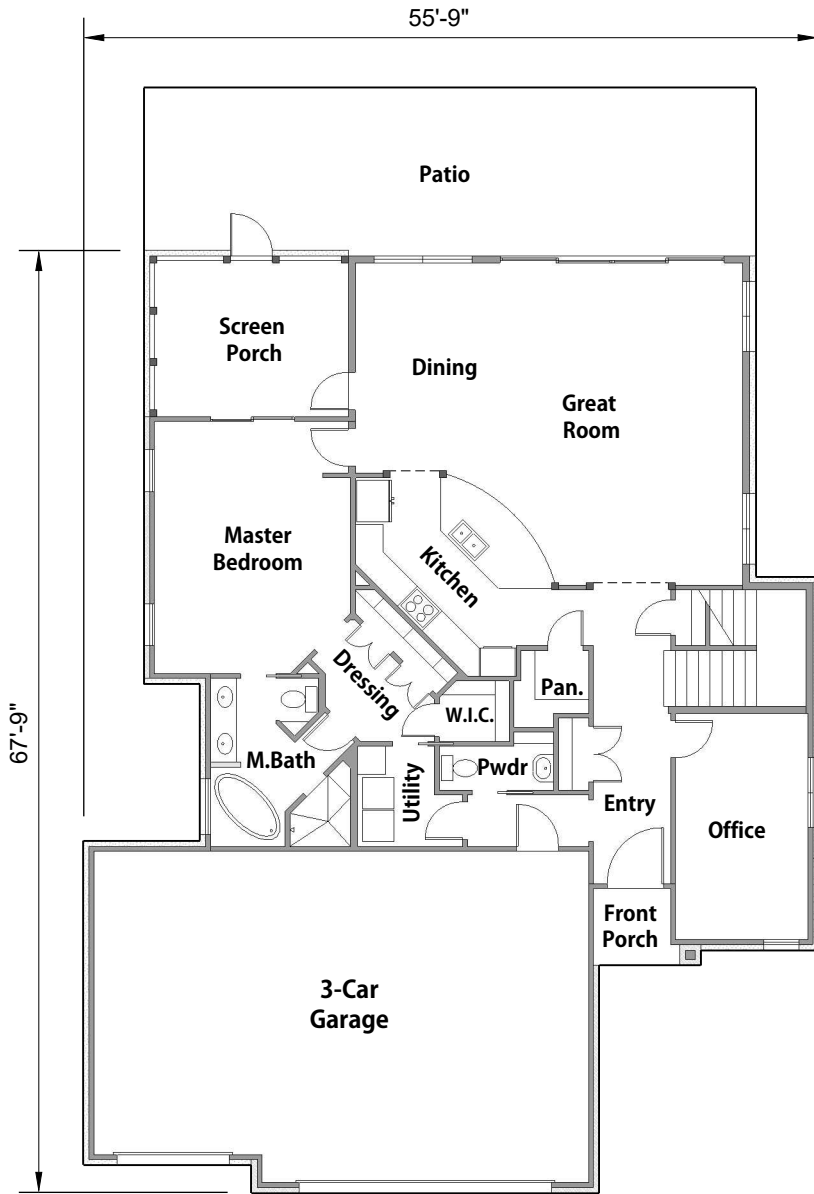 55'-9"
Patio
Screen
Porch
Dining
Great
Room
Master
Bedroom
Kitchen
Dressing
Pan.
W.I.C.
67'-9"
M.Bath
Utility
Pwdr
Entry
Office
Front
Porch
3-Car
Garage